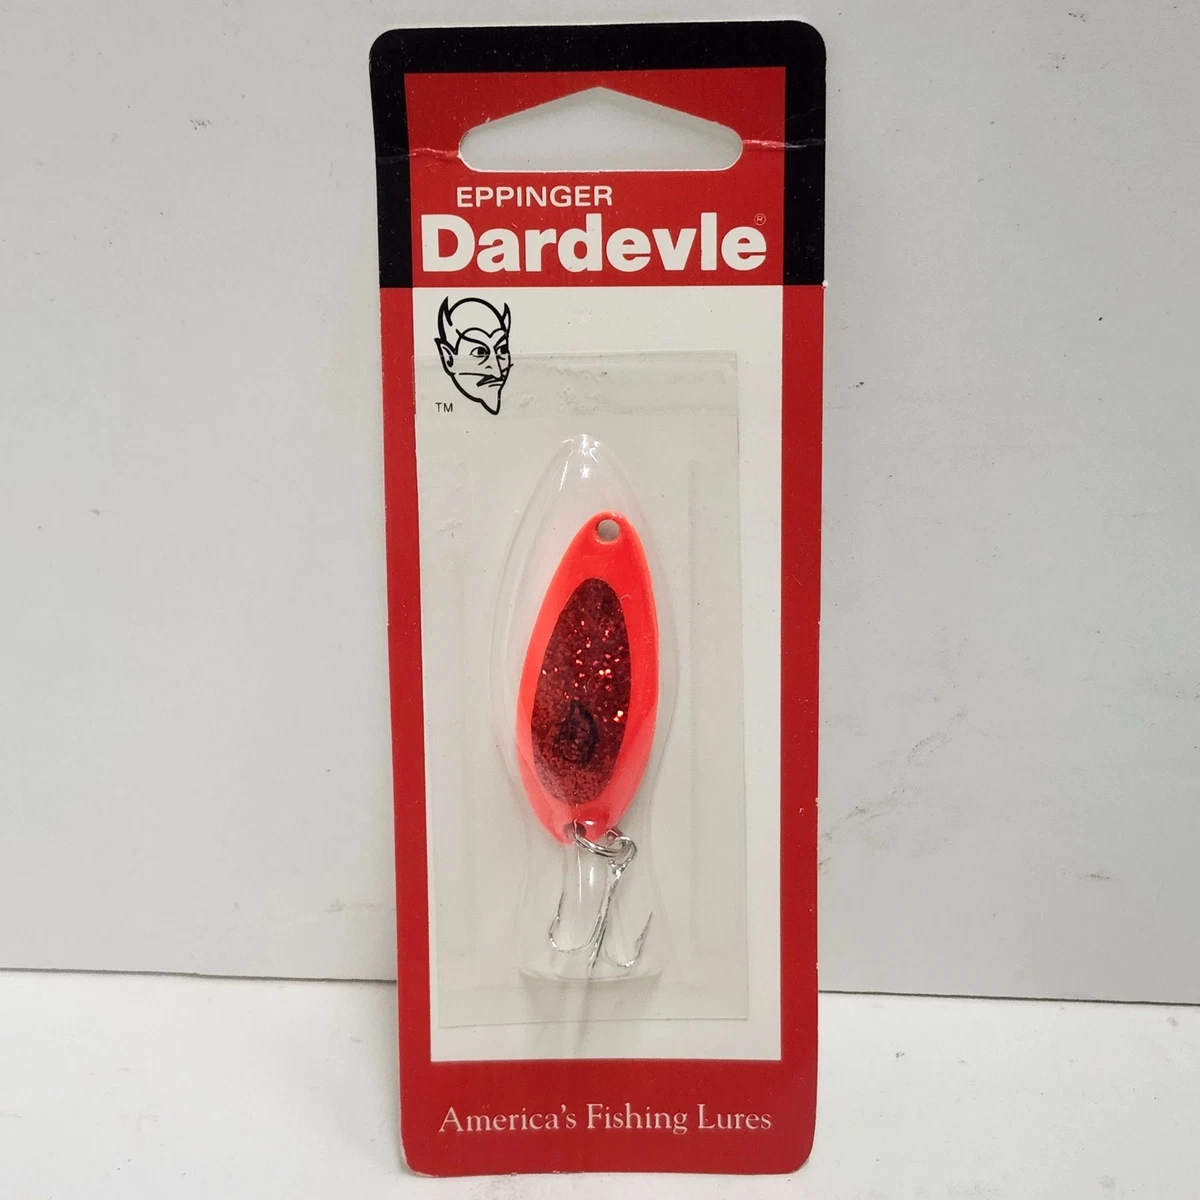 EPPINGER
Dardevle®
TM
America's Fishing Lures